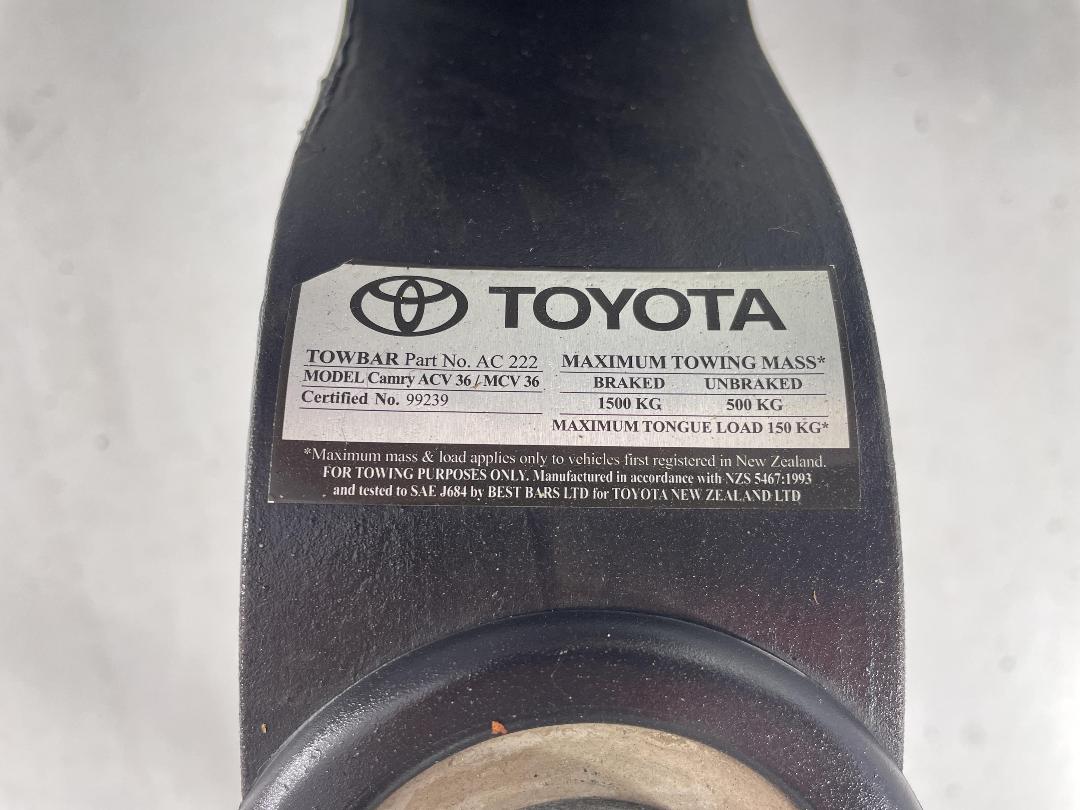 TOYOTA
TOWBAR Part No. AC 222
MODEL Camry ACV 36 / MCV 36
Certified No. 99239
MAXIMUM TOWING MASS*
BRAKED UNBRAKED
1500 KG 500 KG
MAXIMUM TONGUE LOAD 150 KG*
*Maximum mass & load applies only to vehicles first registered in New Zealand.
FOR TOWING PURPOSES ONLY. Manufactured in accordance with NZS 5467:1993
and tested to SAE J684 by BEST BARS LTD for TOYOTA NEW ZEALAND LTD